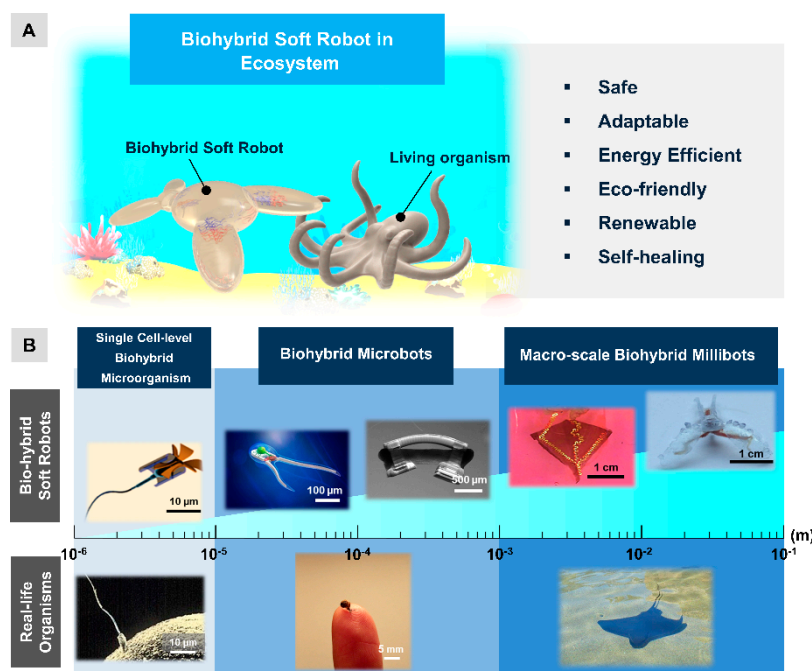 A
Biohybrid Soft Robot in
Ecosystem
Biohybrid Soft Robot
Living organism
▪ Safe
▪ Adaptable
▪ Energy Efficient
▪ Eco-friendly
▪ Renewable
▪ Self-healing
B
Single Cell-level
Biohybrid
Microorganism
Biohybrid Microbots
Macro-scale Biohybrid Millibots
Bio-hybrid
Soft Robots
10 µm
100 µm
500 µm
1 cm
1 cm
10⁻⁶
10⁻⁵
10⁻⁴
10⁻³
10⁻²
10⁻¹
(m)
Real-life
Organisms
10 µm
5 mm